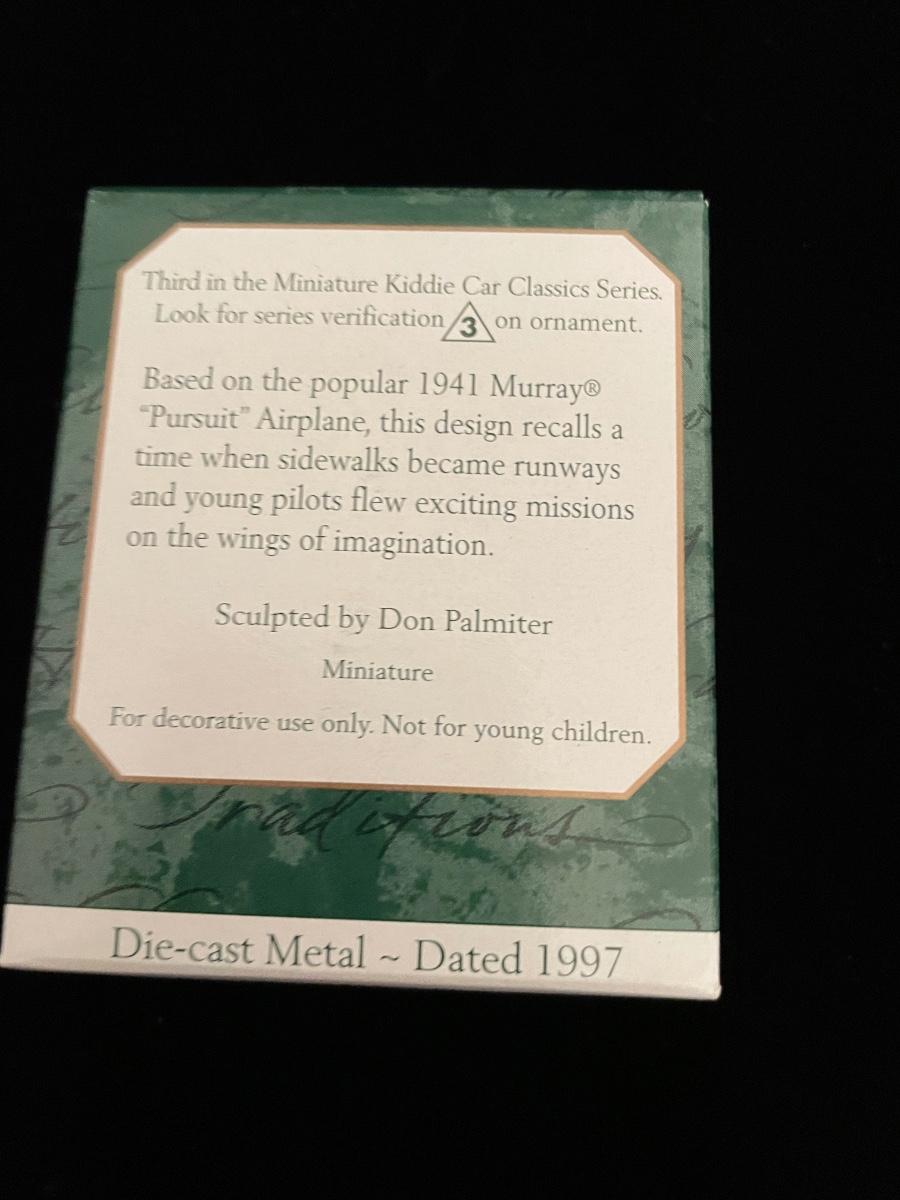 Third in the Miniature Kiddie Car Classics Series.
Look for series verification 3 on ornament.
Based on the popular 1941 Murray®
"Pursuit" Airplane, this design recalls a
time when sidewalks became runways
and young pilots flew exciting missions
on the wings of imagination.
Sculpted by Don Palmiter
Miniature
For decorative use only. Not for young children.
Traditions
Die-cast Metal ~ Dated 1997